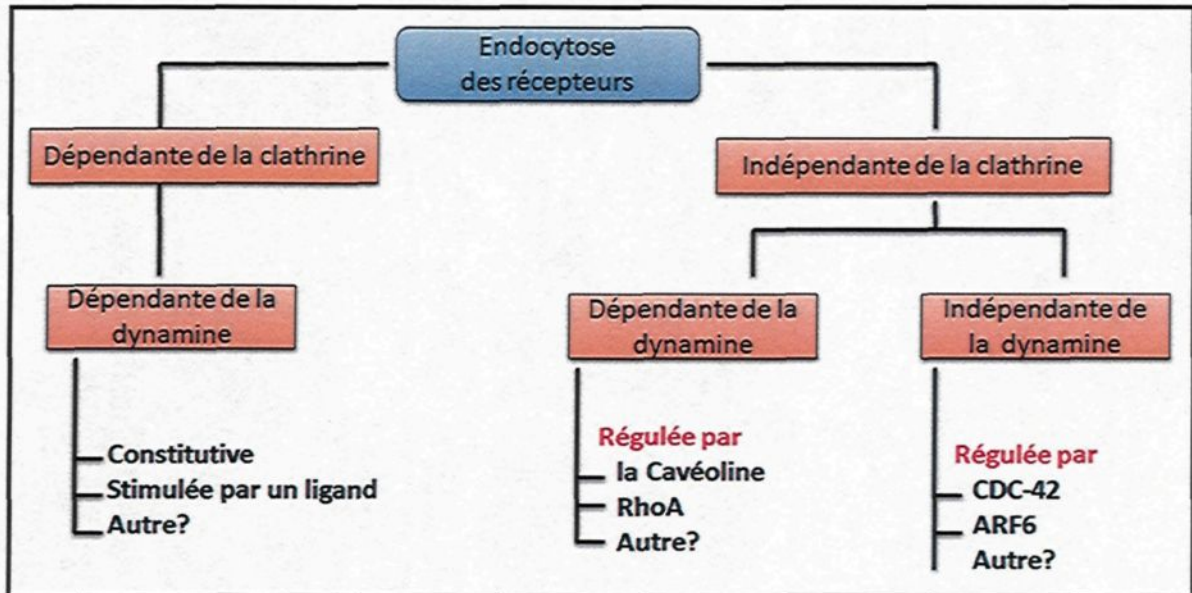 Endocytose
des récepteurs
Dépendante de la clathrine
Indépendante de la clathrine
Dépendante de la
dynamine
Constitutive
Stimulée par un ligand
Autre?
Dépendante de la
dynamine
Régulée par
la Cavéoline
RhoA
Autre?
Indépendante de
la dynamine
Régulée par
CDC-42
ARF6
Autre?